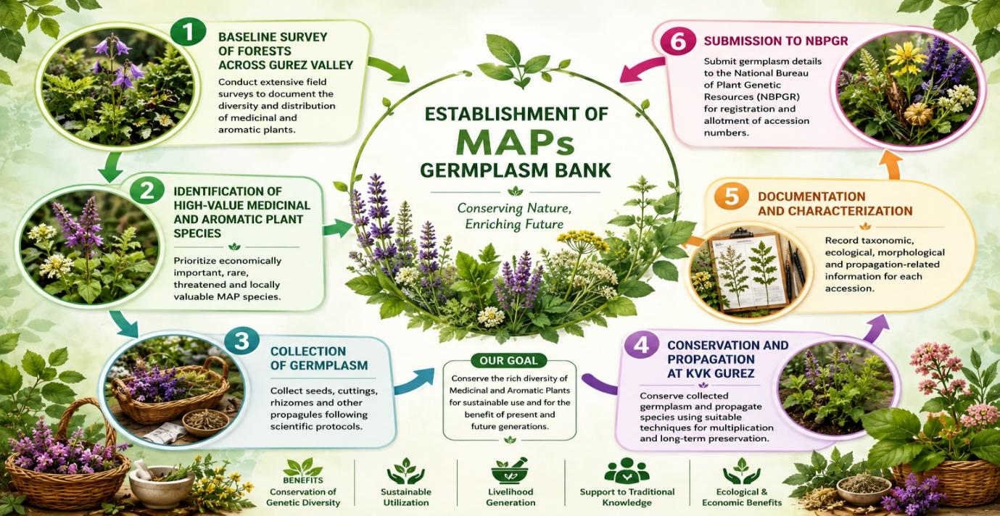 ESTABLISHMENT OF
MAPs
GERMPLASM BANK
Conserving Nature,
Enriching Future
1
BASELINE SURVEY
OF FORESTS
ACROSS GUREZ VALLEY
Conduct extensive field
surveys to document the
diversity and distribution
of medicinal and
aromatic plants.
2
IDENTIFICATION OF
HIGH-VALUE MEDICINAL
AND AROMATIC PLANT
SPECIES
Prioritize economically
important, rare,
threatened and locally
valuable MAP species.
3
COLLECTION
OF GERMPLASM
Collect seeds, cuttings,
rhizomes and other
propagules following
scientific protocols.
OUR GOAL
Conserve the rich diversity of
Medicinal and Aromatic Plants
for sustainable use and for the
benefit of present and
future generations.
4
CONSERVATION AND
PROPAGATION
AT KVK GUREZ
Conserve collected
germplasm and propagate
species using suitable
techniques for multiplication
and long-term preservation.
5
DOCUMENTATION
AND CHARACTERIZATION
Record taxonomic,
ecological, morphological
and propagation-related
information for each
accession.
6
SUBMISSION TO NBPGR
Submit germplasm details
to the National Bureau
of Plant Genetic
Resources (NBPGR)
for registration and
allotment of accession
numbers.
BENEFITS
Conservation of
Genetic Diversity
Sustainable
Utilization
Livelihood
Generation
Support to Traditional
Knowledge
Ecological &
Economic Benefits